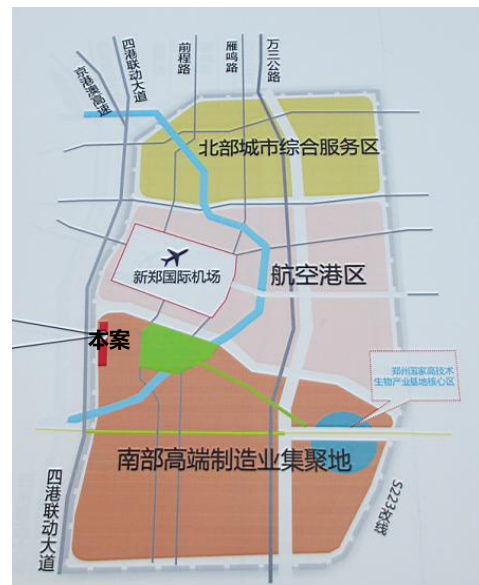 京港澳高速
四港联动大道
前程路
雁鸣路
万三公路
北部城市综合服务区
新郑国际机场
航空港区
本案
郑州国家高技术
生物产业基地核心区
南部高端制造业集聚地
四港联动大道
S223改线